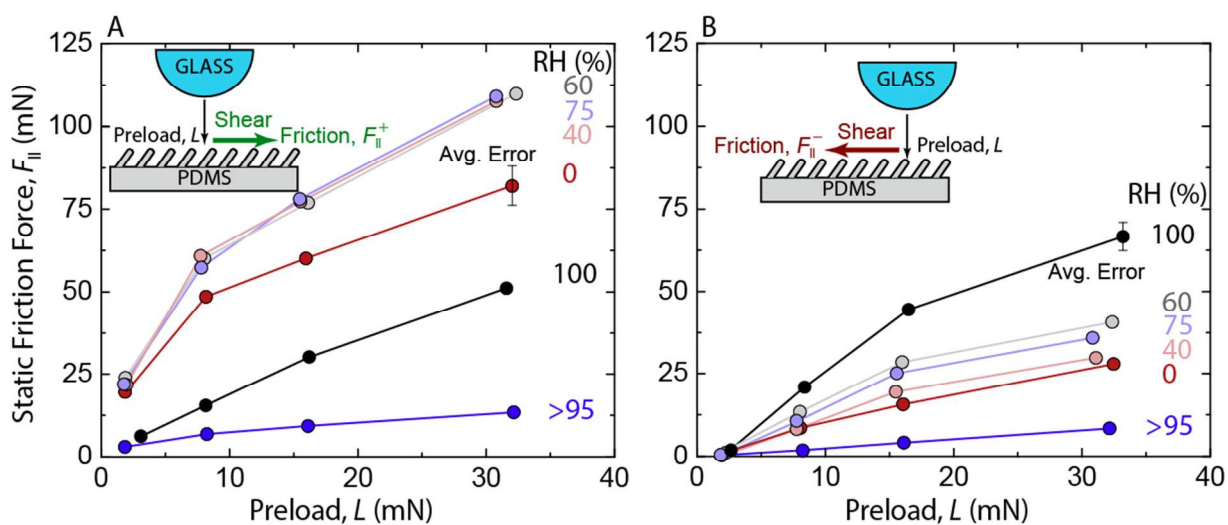 A
125
100
75
50
25
0
0
10
20
30
40
Static Friction Force, F|| (mN)
Preload, L (mN)
GLASS
Shear
Preload, L
Friction, F||+
PDMS
RH (%)
60
75
40
Avg. Error
0
100
>95
B
125
100
75
50
25
0
0
10
20
30
40
Preload, L (mN)
GLASS
Friction, F||−
Shear
Preload, L
PDMS
RH (%)
100
Avg. Error
60
75
40
0
>95